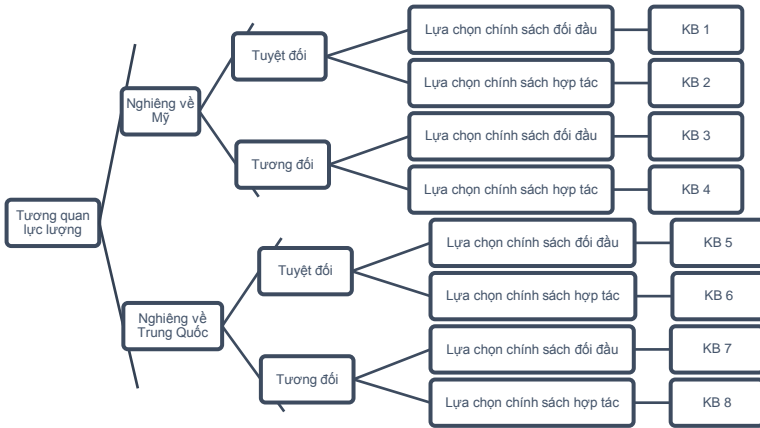 Tương quan
lực lượng
Nghiêng về
Mỹ
Tuyệt đối
Lựa chọn chính sách đối đầu
KB 1
Lựa chọn chính sách hợp tác
KB 2
Tương đối
Lựa chọn chính sách đối đầu
KB 3
Lựa chọn chính sách hợp tác
KB 4
Nghiêng về
Trung Quốc
Tuyệt đối
Lựa chọn chính sách đối đầu
KB 5
Lựa chọn chính sách hợp tác
KB 6
Tương đối
Lựa chọn chính sách đối đầu
KB 7
Lựa chọn chính sách hợp tác
KB 8